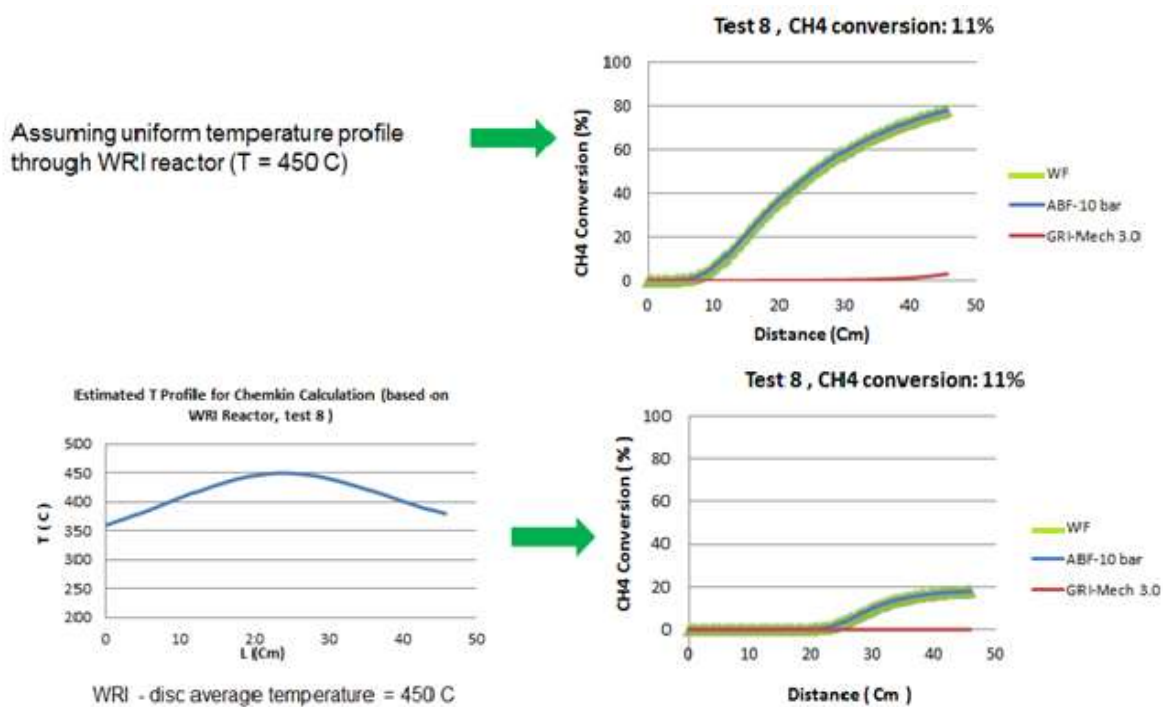 Test 8 , CH4 conversion: 11%
Assuming uniform temperature profile
through WRI reactor (T = 450 C)
CH4 Conversion (%)
100
80
60
40
20
0
0 10 20 30 40 50
Distance (Cm)
WF
ABF-10 bar
GRI-Mech 3.0
Estimated T Profile for Chemkin Calculation (based on
WRI Reactor, test 8 )
T ( C )
500
450
400
350
300
250
200
0 10 20 30 40 50
L (Cm)
WRI - disc average temperature = 450 C
Test 8 , CH4 conversion: 11%
CH4 Conversion ( % )
100
80
60
40
20
0
0 10 20 30 40 50
Distance ( Cm )
WF
ABF-10 bar
GRI-Mech 3.0